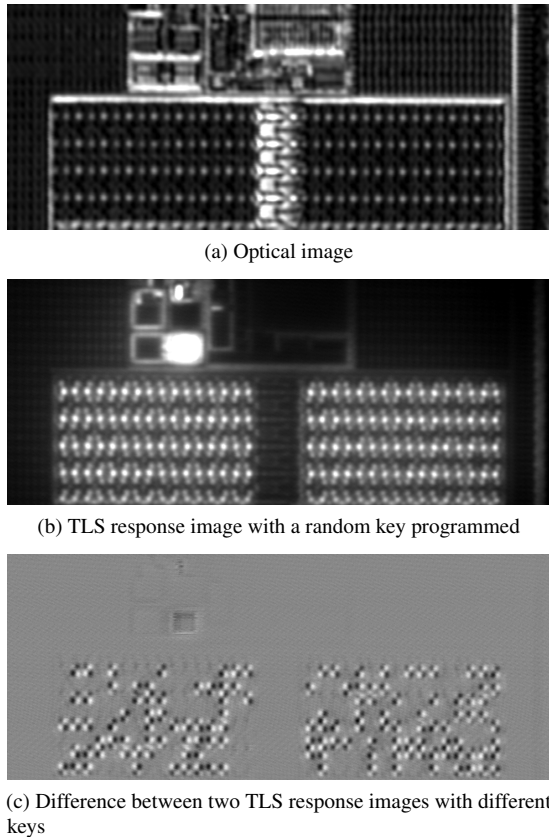 (a) Optical image
(b) TLS response image with a random key programmed
(c) Difference between two TLS response images with different
keys